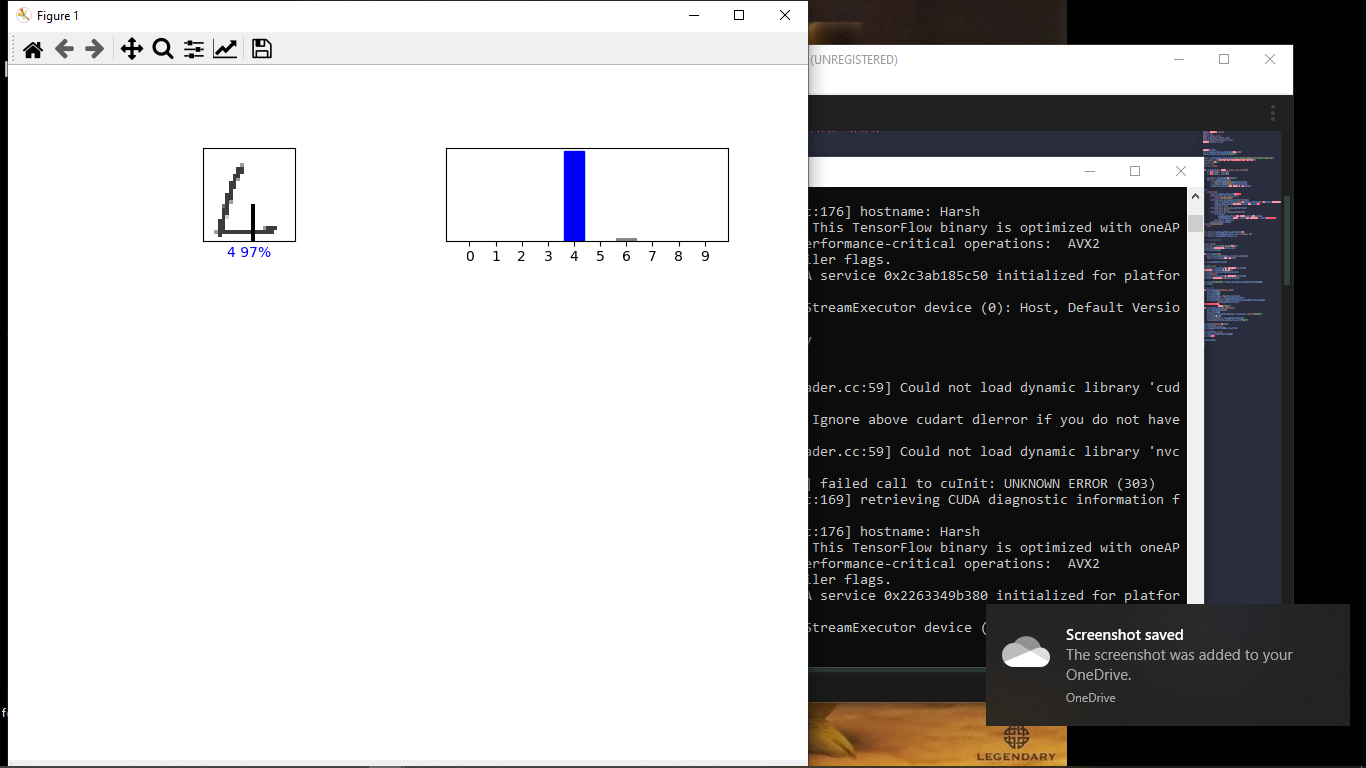 Figure 1
4
4 97%
0 1 2 3 4 5 6 7 8 9
(UNREGISTERED)
:176] hostname: Harsh
This TensorFlow binary is optimized with oneAP
erformance-critical operations:  AVX2
ler flags.
A service 0x2c3ab185c50 initialized for platfor
StreamExecutor device (0): Host, Default Versio
ader.cc:59] Could not load dynamic library 'cud
Ignore above cudart dlerror if you do not have
ader.cc:59] Could not load dynamic library 'nvc
] failed call to cuInit: UNKNOWN ERROR (303)
:169] retrieving CUDA diagnostic information f
:176] hostname: Harsh
This TensorFlow binary is optimized with oneAP
erformance-critical operations:  AVX2
ler flags.
A service 0x2263349b380 initialized for platfor
StreamExecutor device (
Screenshot saved
The screenshot was added to your
OneDrive.
OneDrive
LEGENDARY